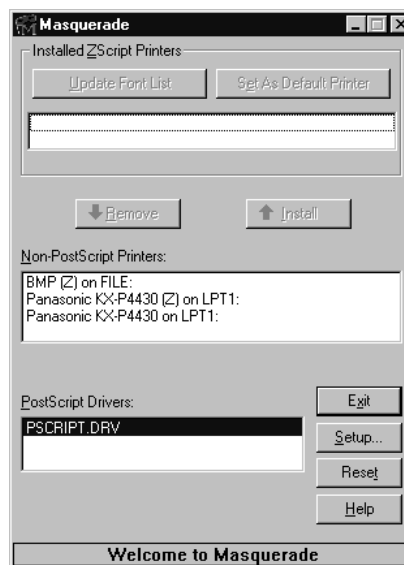 Masquerade
Installed ZScript Printers
Update Font List
Set As Default Printer
Remove
Install
Non-PostScript Printers:
BMP (Z) on FILE:
Panasonic KX-P4430 (Z) on LPT1:
Panasonic KX-P4430 on LPT1:
PostScript Drivers:
PSCRIPT.DRV
Exit
Setup...
Reset
Help
Welcome to Masquerade